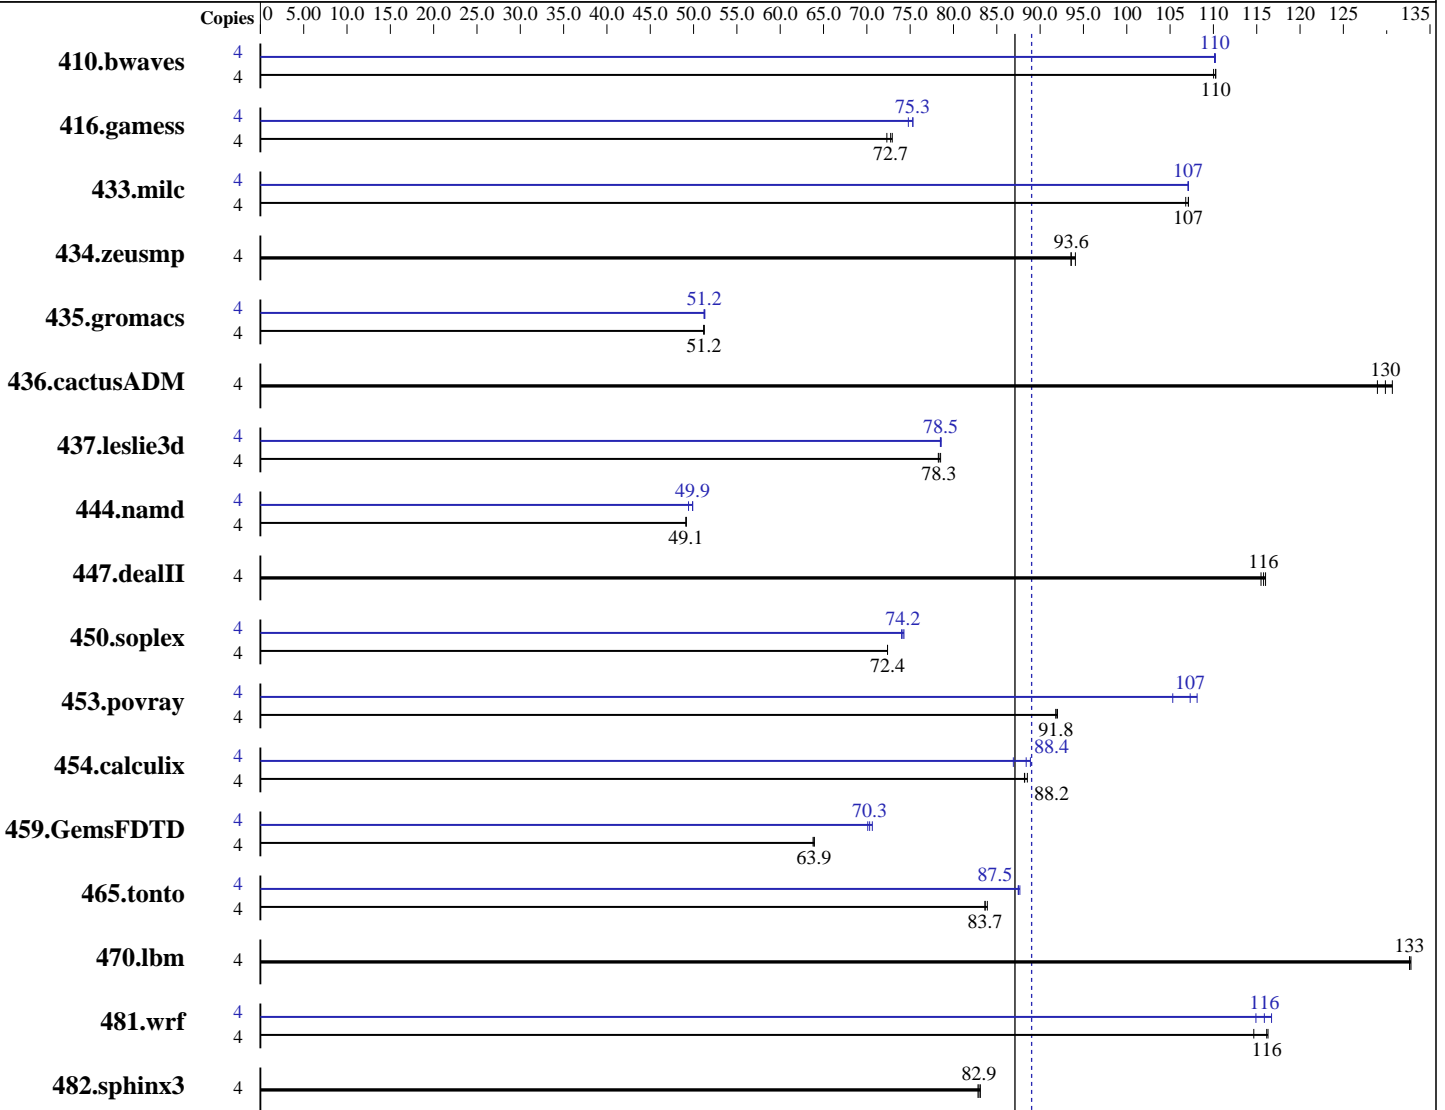 Copies 0 5.00 10.0 15.0 20.0 25.0 30.0 35.0 40.0 45.0 50.0 55.0 60.0 65.0 70.0 75.0 80.0 85.0 90.0 95.0 100 105 110 115 120 125 135
410.bwaves 4 110
4 110
416.gamess 4 75.3
4 72.7
433.milc 4 107
4 107
434.zeusmp 4 93.6
435.gromacs 4 51.2
4 51.2
436.cactusADM 4 130
437.leslie3d 4 78.5
4 78.3
444.namd 4 49.9
4 49.1
447.dealII 4 116
450.soplex 4 74.2
4 72.4
453.povray 4 107
4 91.8
454.calculix 4 88.4
4 88.2
459.GemsFDTD 4 70.3
4 63.9
465.tonto 4 87.5
4 83.7
470.lbm 4 133
481.wrf 4 116
4 116
482.sphinx3 4 82.9